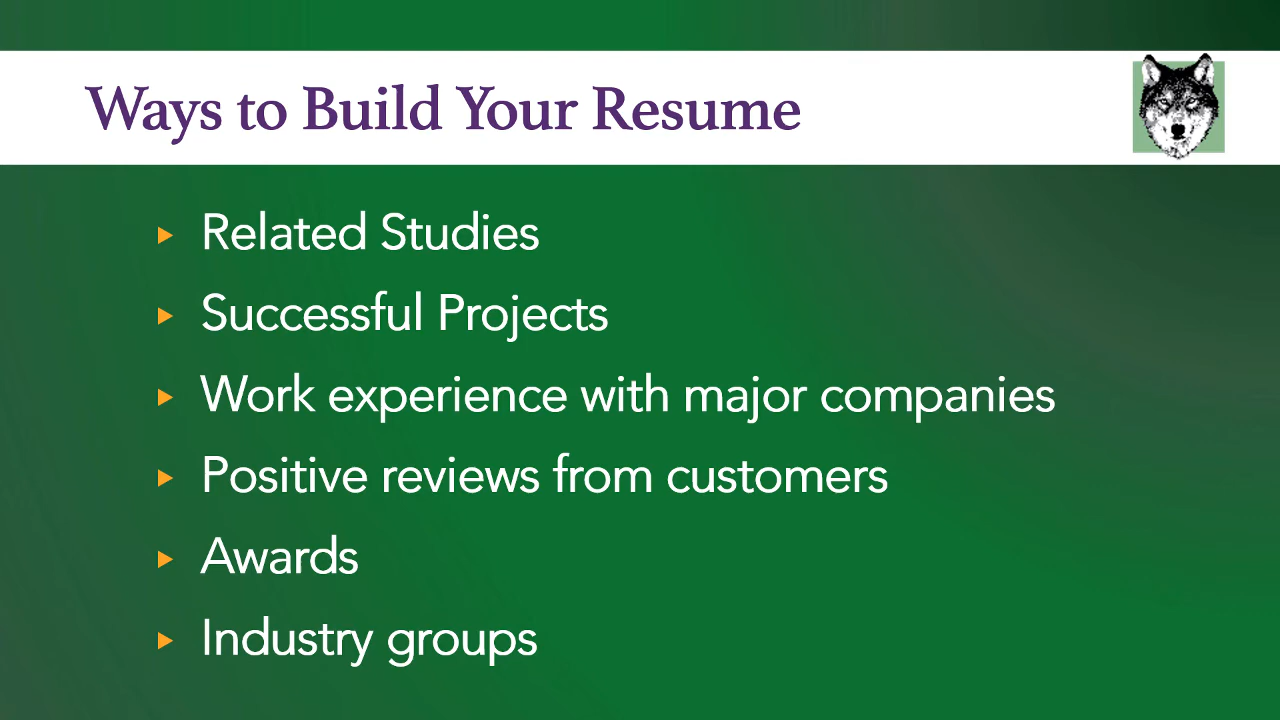 Ways to Build Your Resume
Related Studies
Successful Projects
Work experience with major companies
Positive reviews from customers
Awards
Industry groups